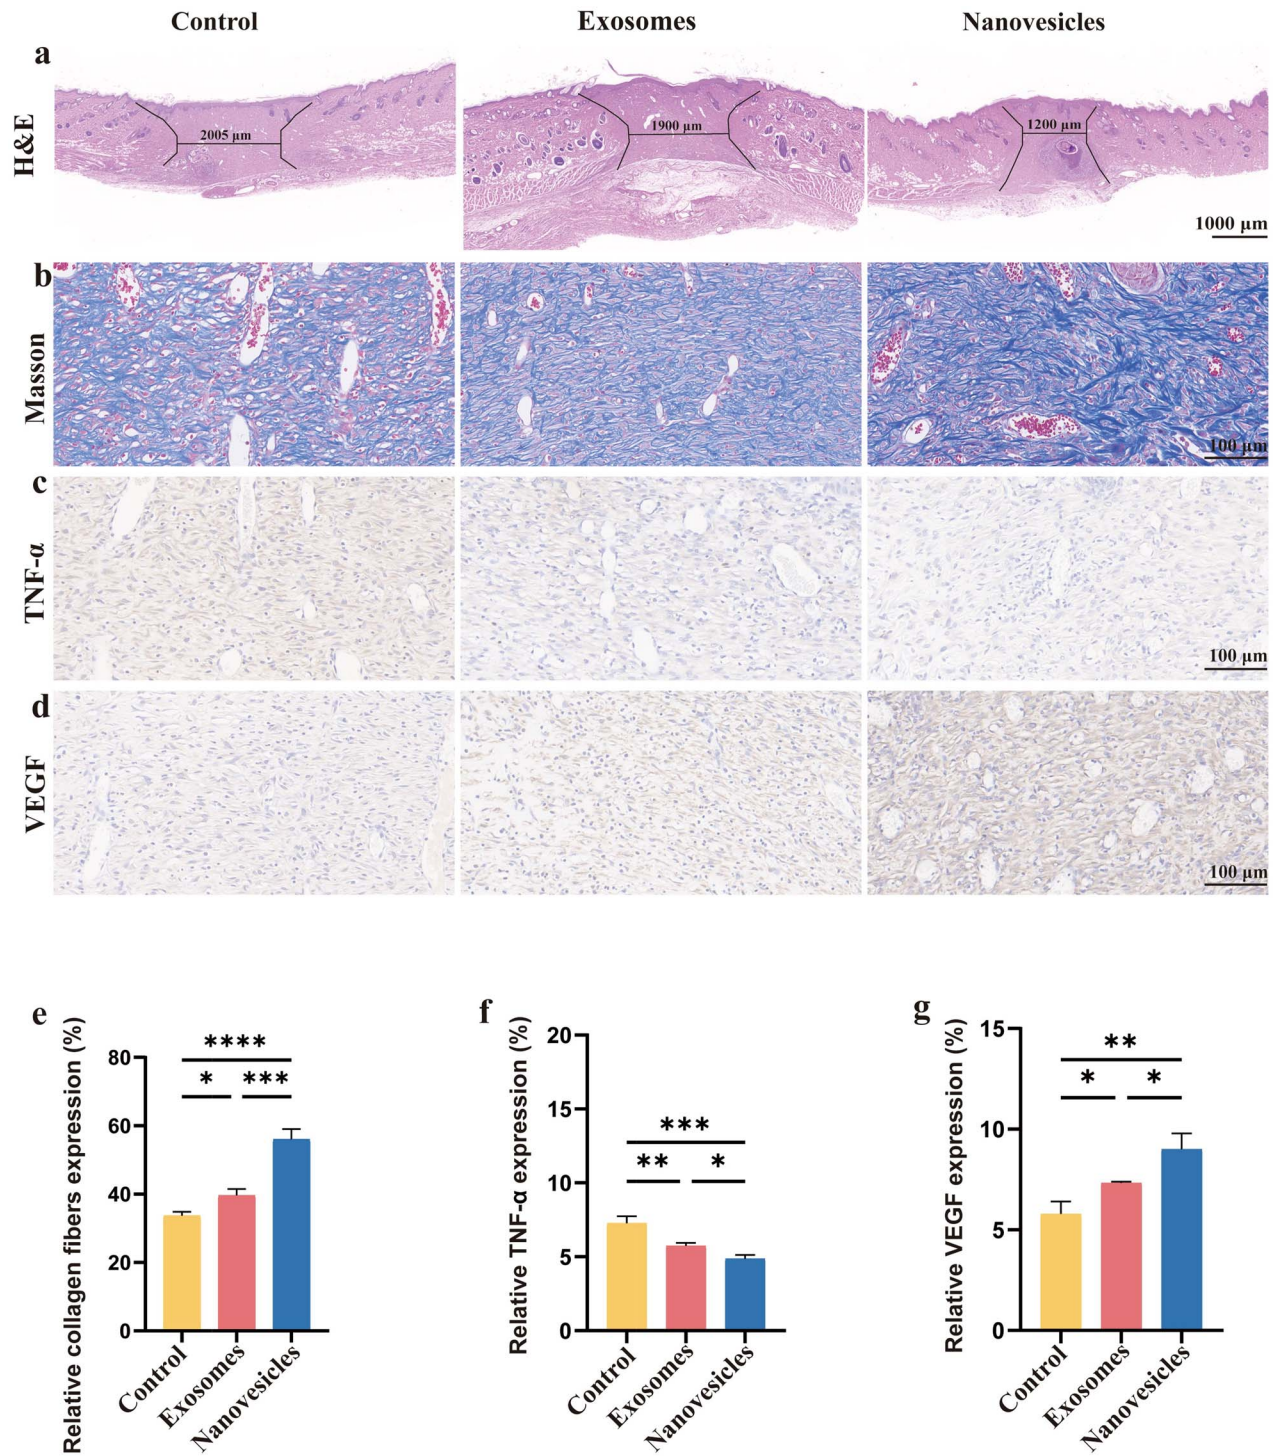 Control
Exosomes
Nanovesicles
a
H&E
2005 µm
1900 µm
1200 µm
1000 µm
b
Masson
100 µm
c
TNF-α
100 µm
d
VEGF
100 µm
e
Relative collagen fibers expression (%)
80
60
40
20
0
****
*
***
Control
Exosomes
Nanovesicles
f
Relative TNF-α expression (%)
20
15
10
5
0
***
**
*
Control
Exosomes
Nanovesicles
g
Relative VEGF expression (%)
15
10
5
0
**
*
*
Control
Exosomes
Nanovesicles